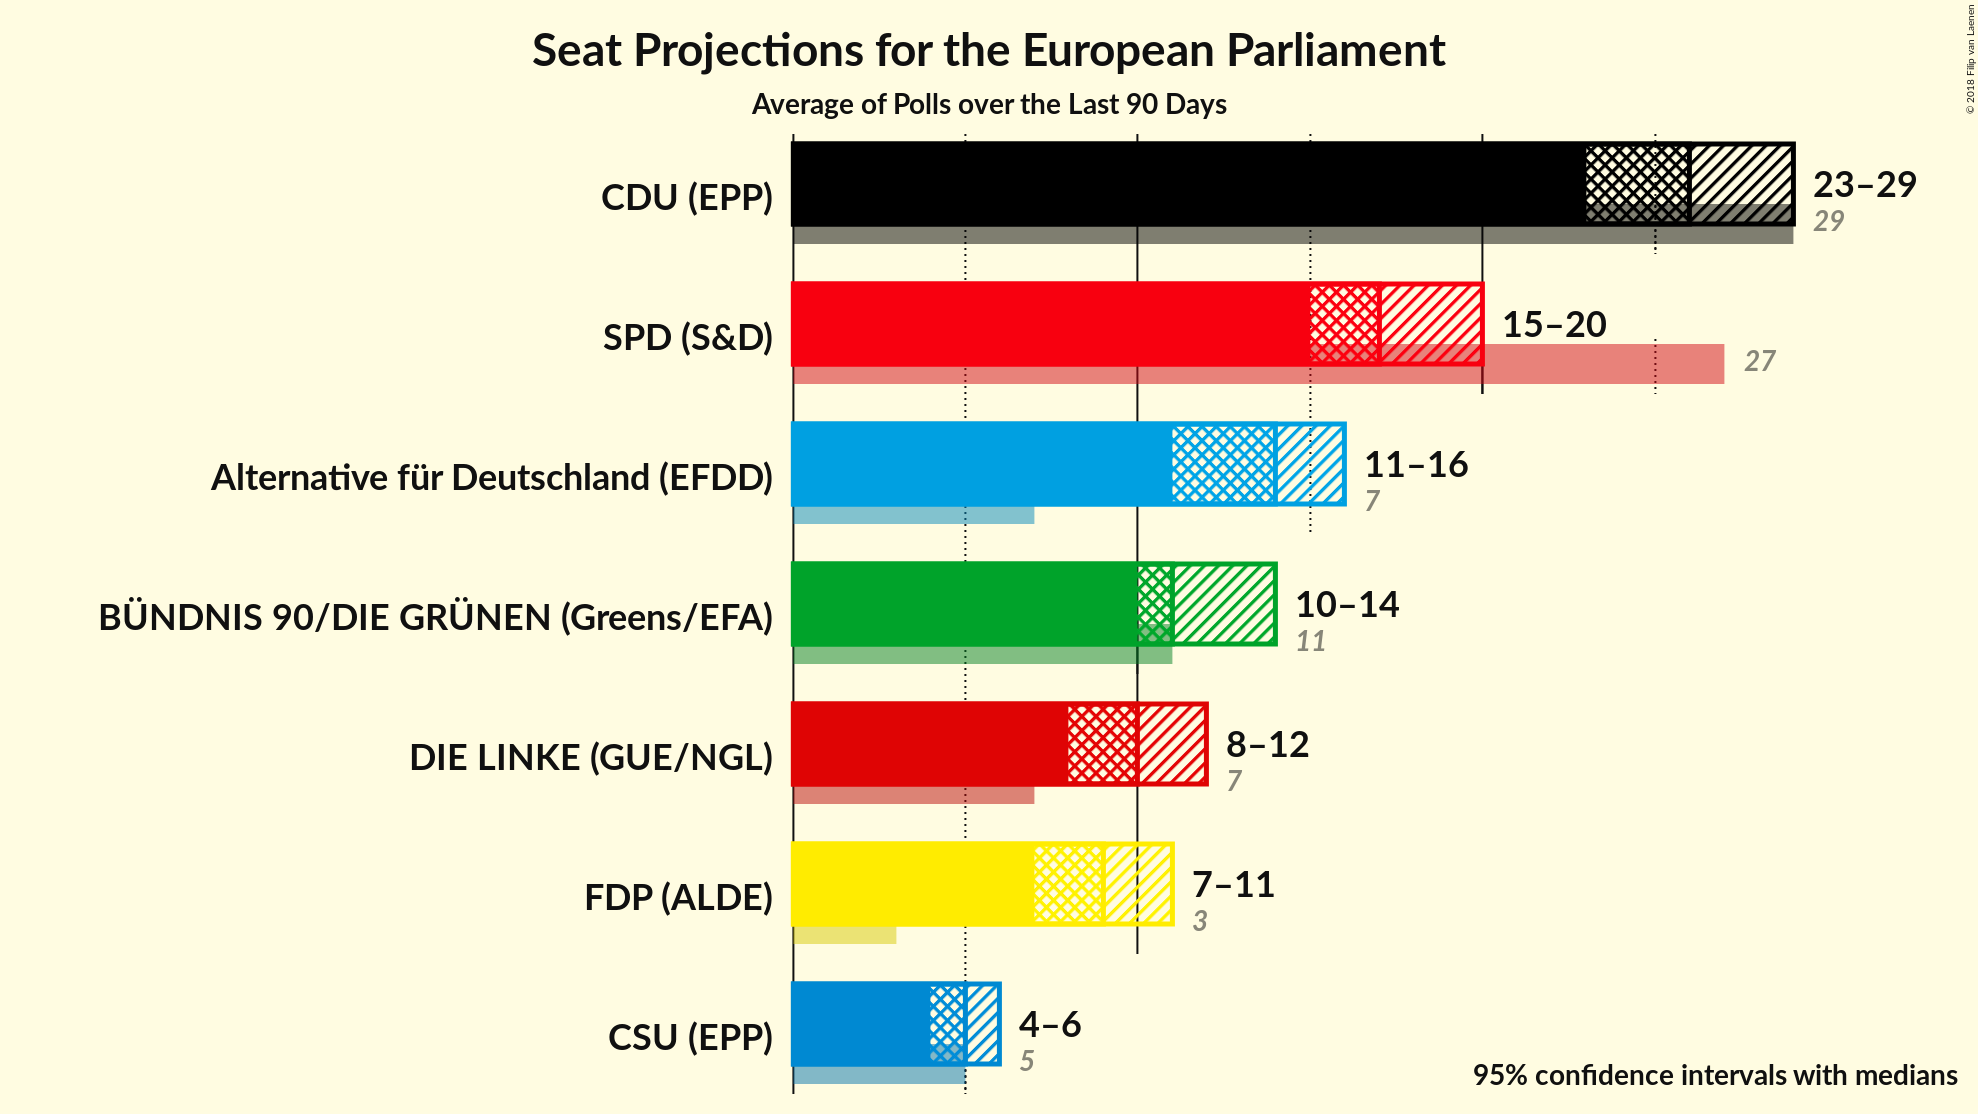 Seat Projections for the European Parliament
Average of Polls over the Last 90 Days
© 2018 Filip van Laenen
CDU (EPP)
23–29
29
SPD (S&D)
15–20
27
Alternative für Deutschland (EFDD)
11–16
7
BÜNDNIS 90/DIE GRÜNEN (Greens/EFA)
10–14
11
DIE LINKE (GUE/NGL)
8–12
7
FDP (ALDE)
7–11
3
CSU (EPP)
4–6
5
95% confidence intervals with medians